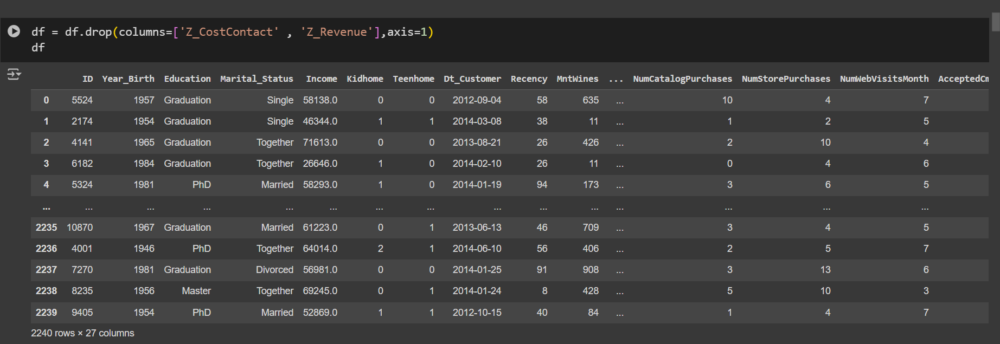 df = df.drop(columns=['Z_CostContact' , 'Z_Revenue'],axis=1)
df
ID Year_Birth Education Marital_Status Income Kidhome Teenhome Dt_Customer Recency MntWines ... NumCatalogPurchases NumStorePurchases NumWebVisitsMonth AcceptedCm
0 5524 1957 Graduation Single 58138.0 0 0 2012-09-04 58 635 ... 10 4 7
1 2174 1954 Graduation Single 46344.0 1 1 2014-03-08 38 11 ... 1 2 5
2 4141 1965 Graduation Together 71613.0 0 0 2013-08-21 26 426 ... 2 10 4
3 6182 1984 Graduation Together 26646.0 1 0 2014-02-10 26 11 ... 0 4 6
4 5324 1981 PhD Married 58293.0 1 0 2014-01-19 94 173 ... 3 6 5
... ... ... ... ... ... ... ... ... ... ... ... ... ... ...
2235 10870 1967 Graduation Married 61223.0 0 1 2013-06-13 46 709 ... 3 4 5
2236 4001 1946 PhD Together 64014.0 2 1 2014-06-10 56 406 ... 2 5 7
2237 7270 1981 Graduation Divorced 56981.0 0 0 2014-01-25 91 908 ... 3 13 6
2238 8235 1956 Master Together 69245.0 0 1 2014-01-24 8 428 ... 5 10 3
2239 9405 1954 PhD Married 52869.0 1 1 2012-10-15 40 84 ... 1 4 7
2240 rows × 27 columns